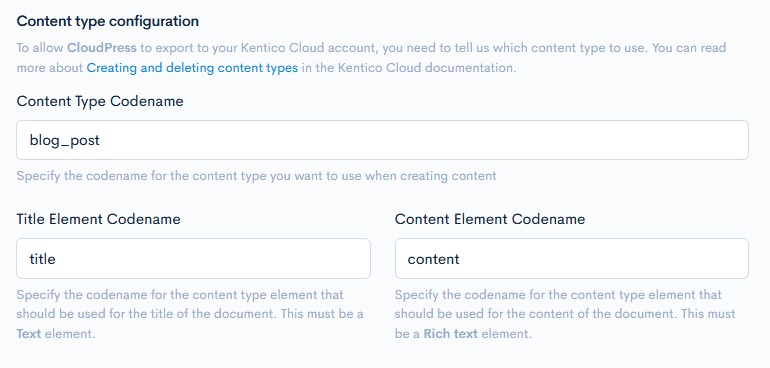 Content type configuration
To allow CloudPress to export to your Kentico Cloud account, you need to tell us which content type to use. You can read
more about Creating and deleting content types in the Kentico Cloud documentation.
Content Type Codename
blog_post
Specify the codename for the content type you want to use when creating content
Title Element Codename
title
Specify the codename for the content type element that
should be used for the title of the document. This must be a
Text element.
Content Element Codename
content
Specify the codename for the content type element that
should be used for the content of the document. This must
be a Rich text element.